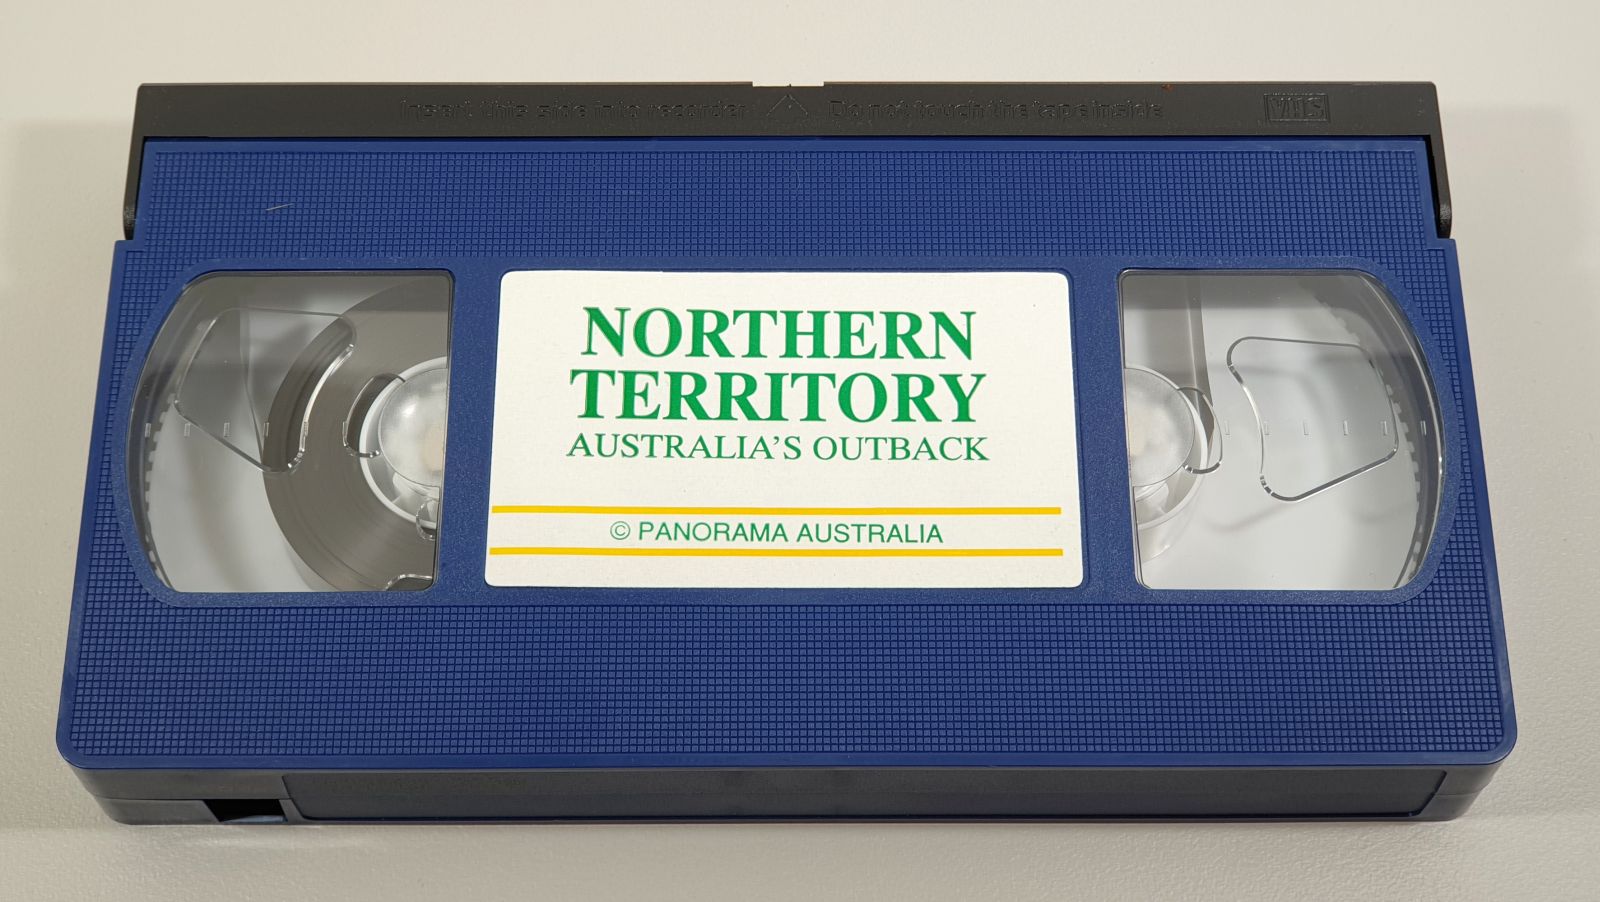 Insert this side into recorder Do not touch the tape inside VHS
NORTHERN
TERRITORY
AUSTRALIA'S OUTBACK
© PANORAMA AUSTRALIA